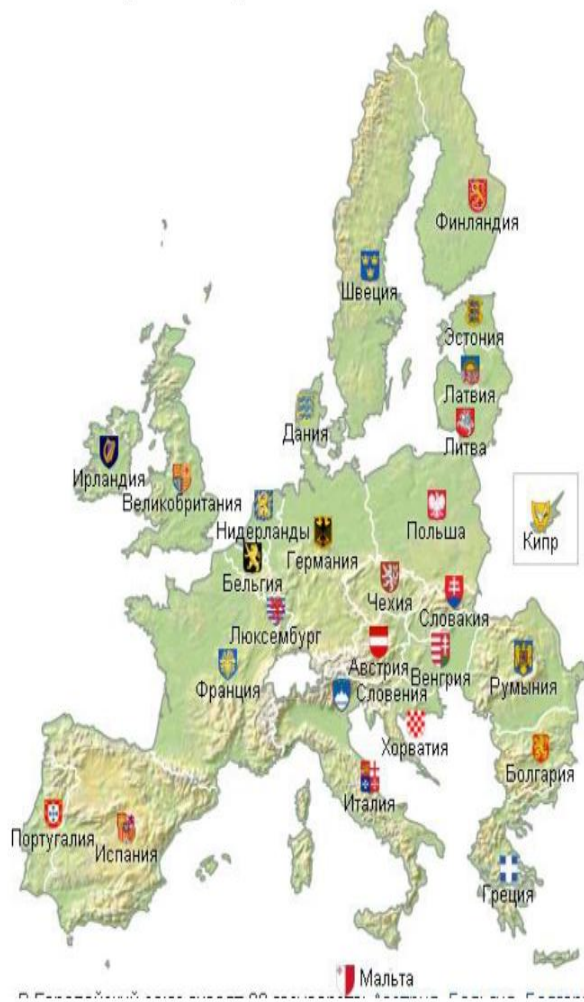 Финляндия
Швеция
Эстония
Латвия
Дания
Литва
Ирландия
Великобритания
Нидерланды
Германия
Польша
Кипр
Бельгия
Чехия
Словакия
Люксембург
Австрия
Венгрия
Франция
Словения
Румыния
Хорватия
Болгария
Италия
Португалия
Испания
Греция
Мальта